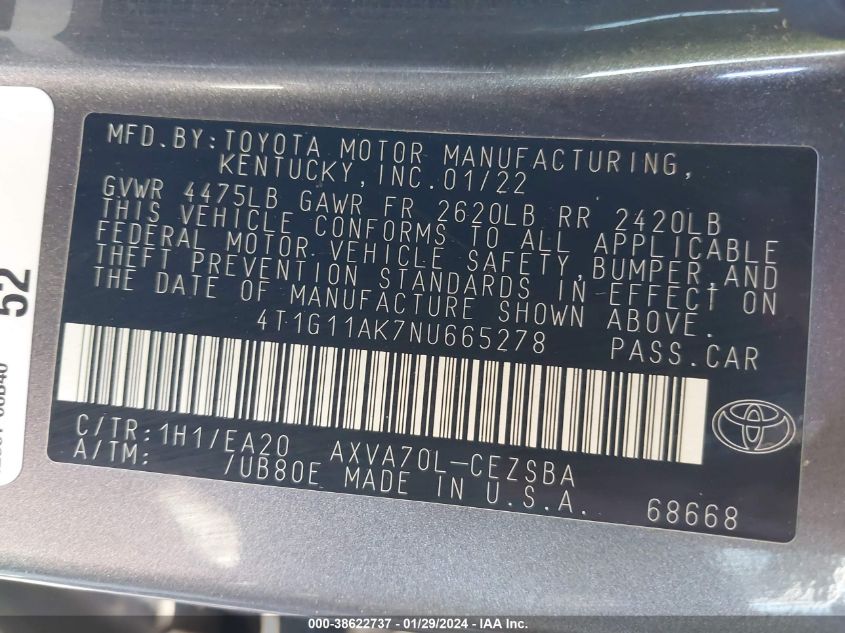 MFD.BY:TOYOTA MOTOR MANUFACTURING,
KENTUCKY,INC.01/22
GVWR 4475LB GAWR FR 2620LB RR 2420LB
THIS VEHICLE CONFORMS TO ALL APPLICABLE
FEDERAL MOTOR VEHICLE SAFETY,BUMPER,AND
THEFT PREVENTION STANDARDS IN EFFECT ON
THE DATE OF MANUFACTURE SHOWN ABOVE.
4T1G11AK7NU665278 PASS.CAR
C/TR:1H1/EA20 AXVA70L-CEZSBA
A/TM: /UB80E MADE IN U.S.A.
68668
52
000-38622737 - 01/29/2024 - IAA Inc.